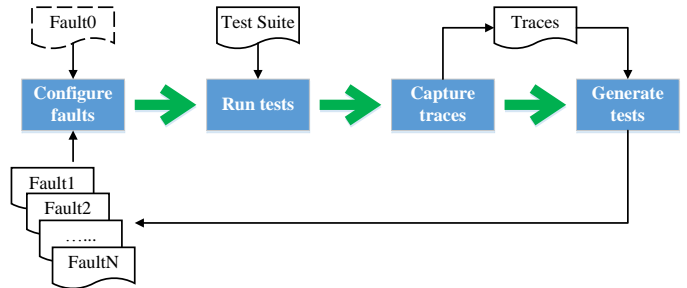 Fault0
Test Suite
Traces
Configure
faults
Run tests
Capture
traces
Generate
tests
Fault1
Fault2
…...
FaultN